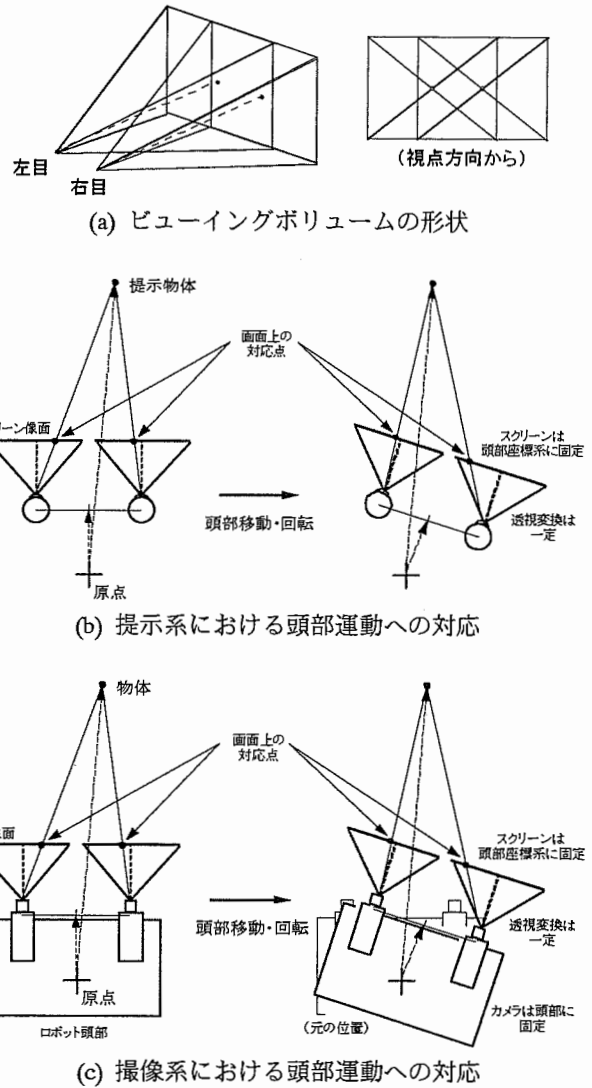 左目
右目
(視点方向から)
(a) ビューイングボリュームの形状
提示物体
画面上の
対応点
リーン像面
スクリーンは
頭部座標系に固定
頭部移動・回転
透視変換は
一定
原点
(b) 提示系における頭部運動への対応
物体
画面上の
対応点
面
スクリーンは
頭部座標系に固定
頭部移動・回転
透視変換は
一定
原点
ロボット頭部
(元の位置)
カメラは頭部に
固定
(c) 撮像系における頭部運動への対応